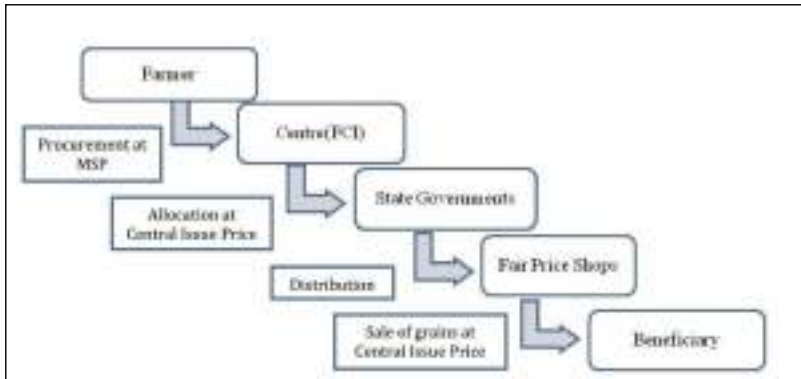 Farmer
Centre(FCI)
Procurement at
MSP
State Governments
Allocation at
Central Issue Price
Fair Price Shops
Distribution
Sale of grains at
Central Issue Price
Beneficiary